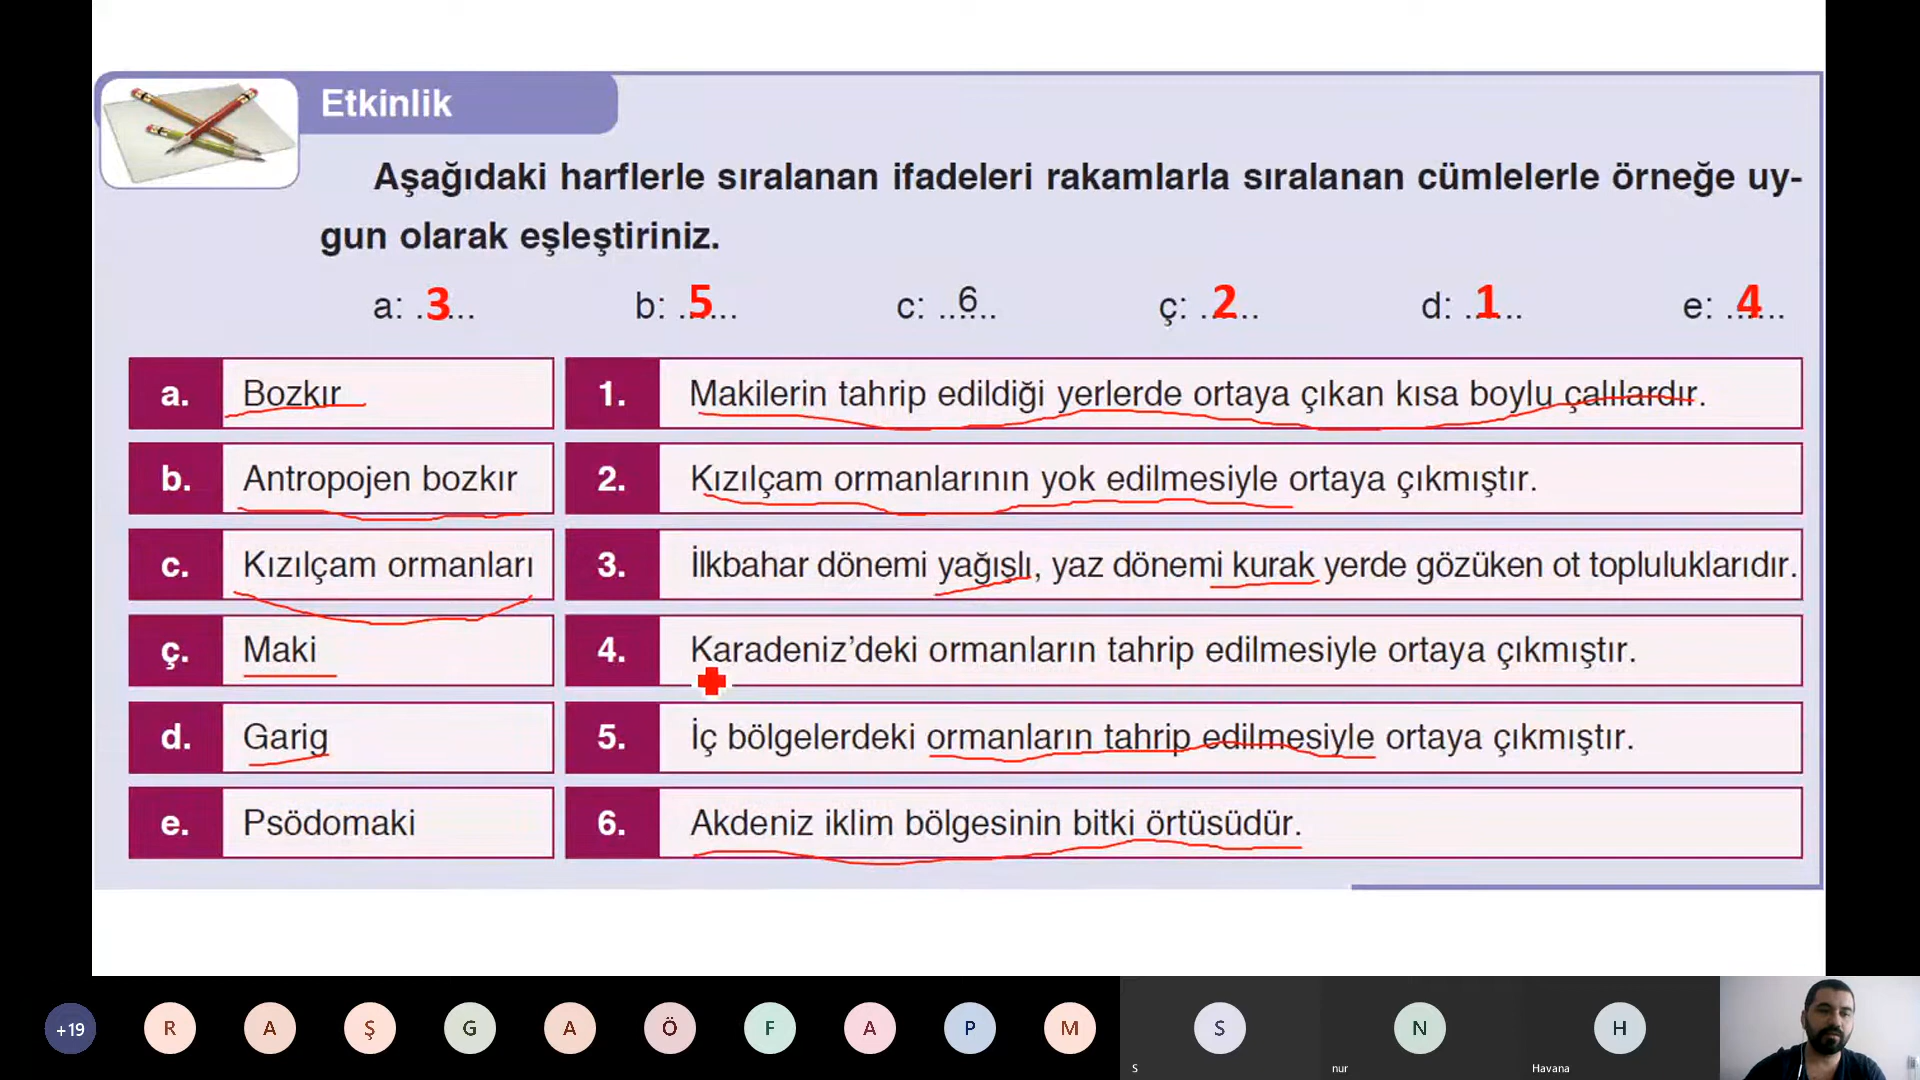 Etkinlik
Aşağıdaki harflerle sıralanan ifadeleri rakamlarla sıralanan cümlelerle örneğe uy-
gun olarak eşleştiriniz.
a: ..3... b: ..5... c: ..6... ç: ..2... d: ..1... e: ..4...
a. Bozkır 1. Makilerin tahrip edildiği yerlerde ortaya çıkan kısa boylu çalılardır.
b. Antropojen bozkır 2. Kızılçam ormanlarının yok edilmesiyle ortaya çıkmıştır.
c. Kızılçam ormanları 3. İlkbahar dönemi yağışlı, yaz dönemi kurak yerde gözüken ot topluluklarıdır.
ç. Maki 4. Karadeniz’deki ormanların tahrip edilmesiyle ortaya çıkmıştır.
d. Garig 5. İç bölgelerdeki ormanların tahrip edilmesiyle ortaya çıkmıştır.
e. Psödomaki 6. Akdeniz iklim bölgesinin bitki örtüsüdür.
+19 R A Ş G A Ö F A P M S N H
S nur Havana